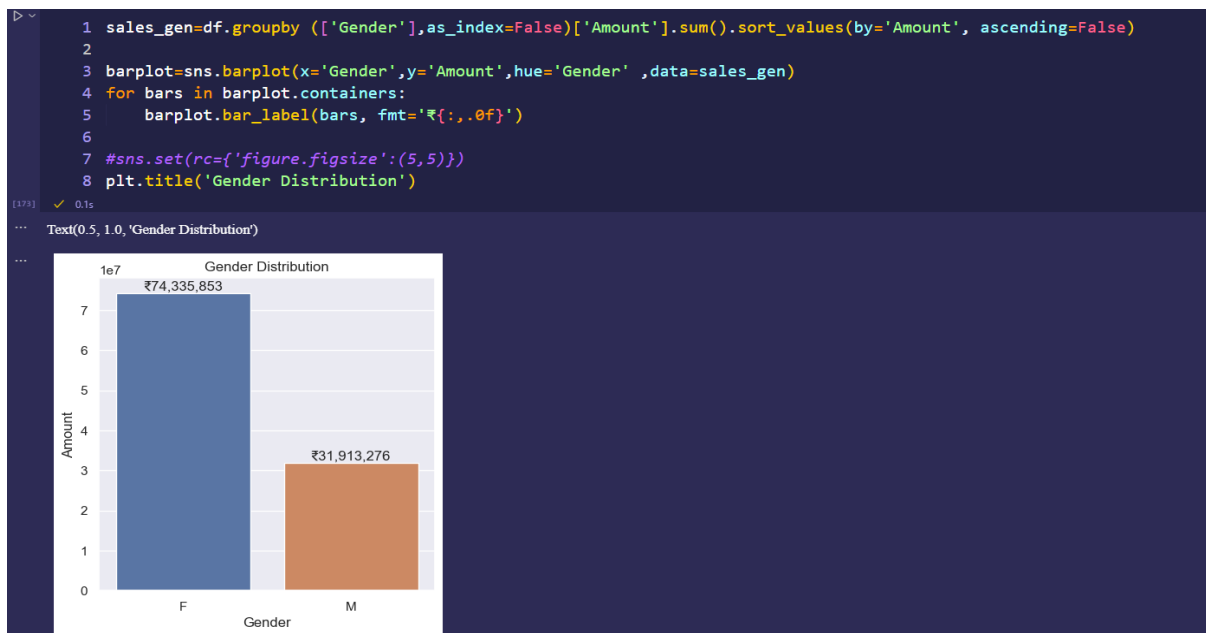 1 sales_gen=df.groupby (['Gender'],as_index=False)['Amount'].sum().sort_values(by='Amount', ascending=False)
2
3 barplot=sns.barplot(x='Gender',y='Amount',hue='Gender' ,data=sales_gen)
4 for bars in barplot.containers:
5     barplot.bar_label(bars, fmt='₹{:,.0f}')
6
7 #sns.set(rc={'figure.figsize':(5,5)})
8 plt.title('Gender Distribution')
[173] ✓ 0.1s
... Text(0.5, 1.0, 'Gender Distribution')
...
1e7 Gender Distribution
₹74,335,853
7
6
5
4
₹31,913,276
3
2
1
0
Amount
F M
Gender